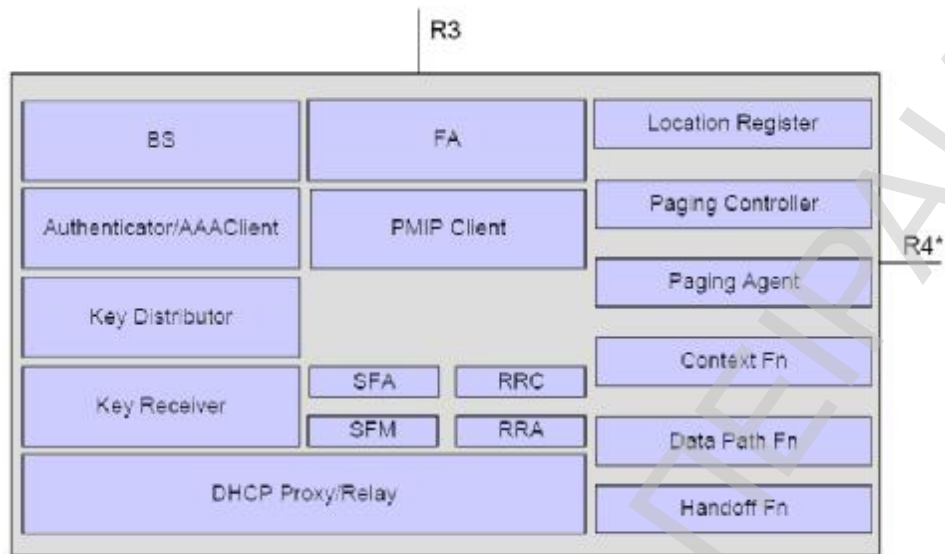 R3
BS
FA
Location Register
Authenticator/AAAClient
PMIP Client
Paging Controller
R4*
Key Distributor
Paging Agent
Key Receiver
SFA
RRC
Context Fn
SFM
RRA
Data Path Fn
DHCP Proxy/Relay
Handoff Fn
ΠΕΙΡΑΙ